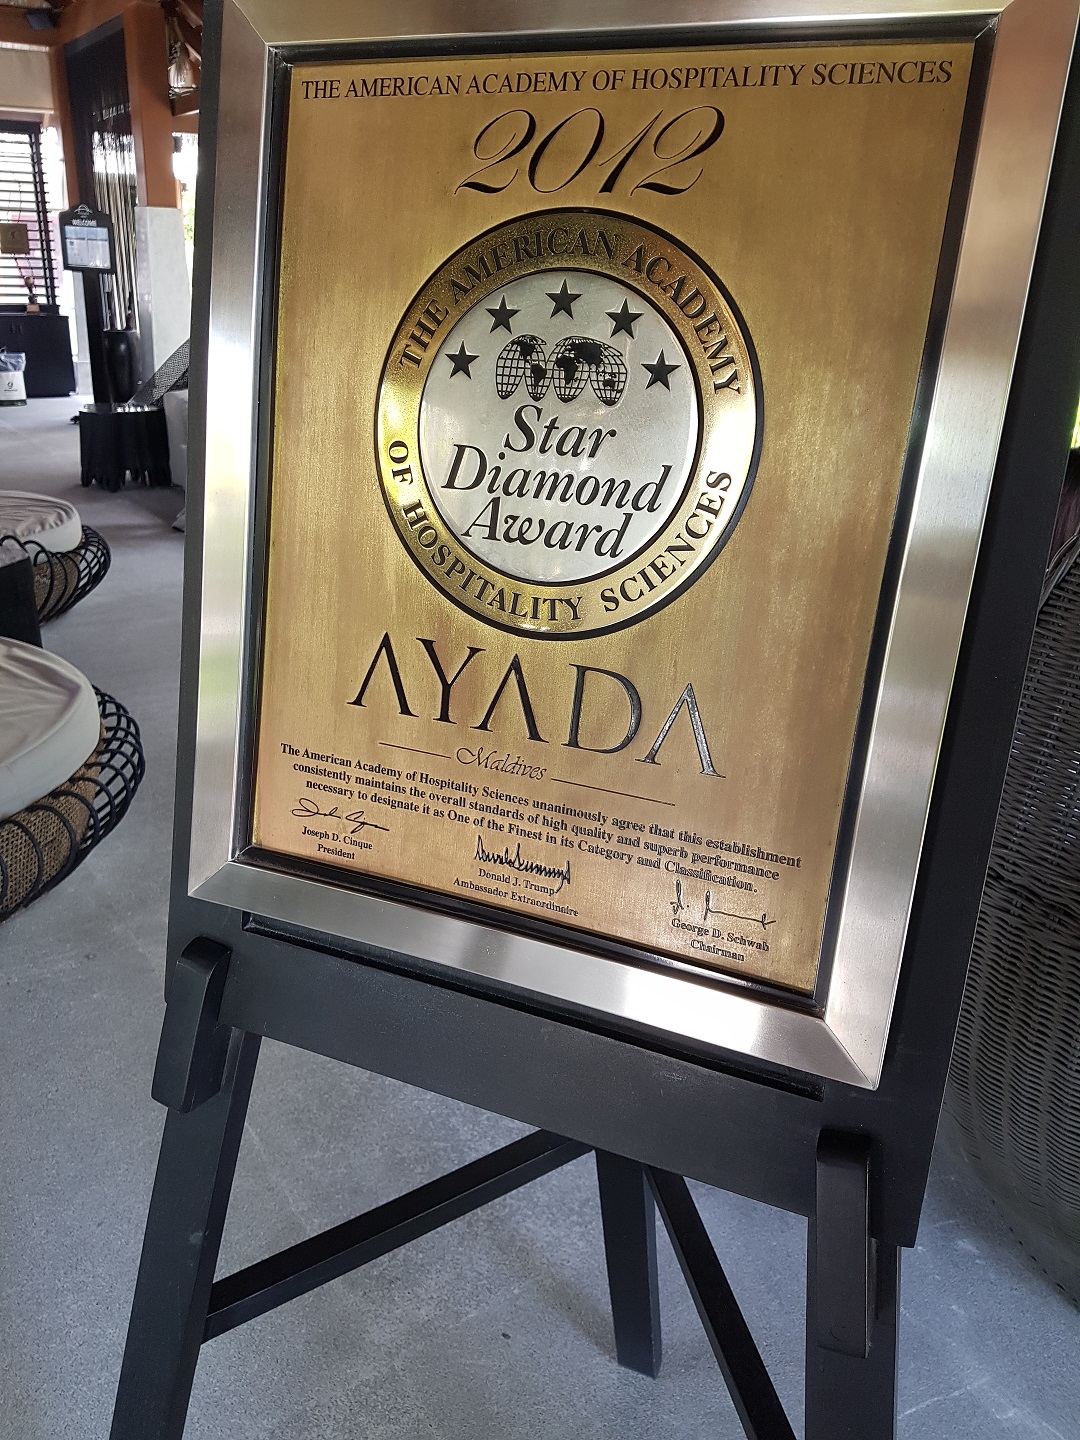 THE AMERICAN ACADEMY OF HOSPITALITY SCIENCES
2012
THE AMERICAN ACADEMY
OF HOSPITALITY SCIENCES
Star
Diamond
Award
AYADA
Maldives
The American Academy of Hospitality Sciences unanimously agree that this establishment
consistently maintains the overall standards of high quality and superb performance
necessary to designate it as One of the Finest in its Category and Classification.
Joseph D. Cinque
President
Donald J. Trump
Ambassador Extraordinaire
George D. Schwab
Chairman
WELCOME